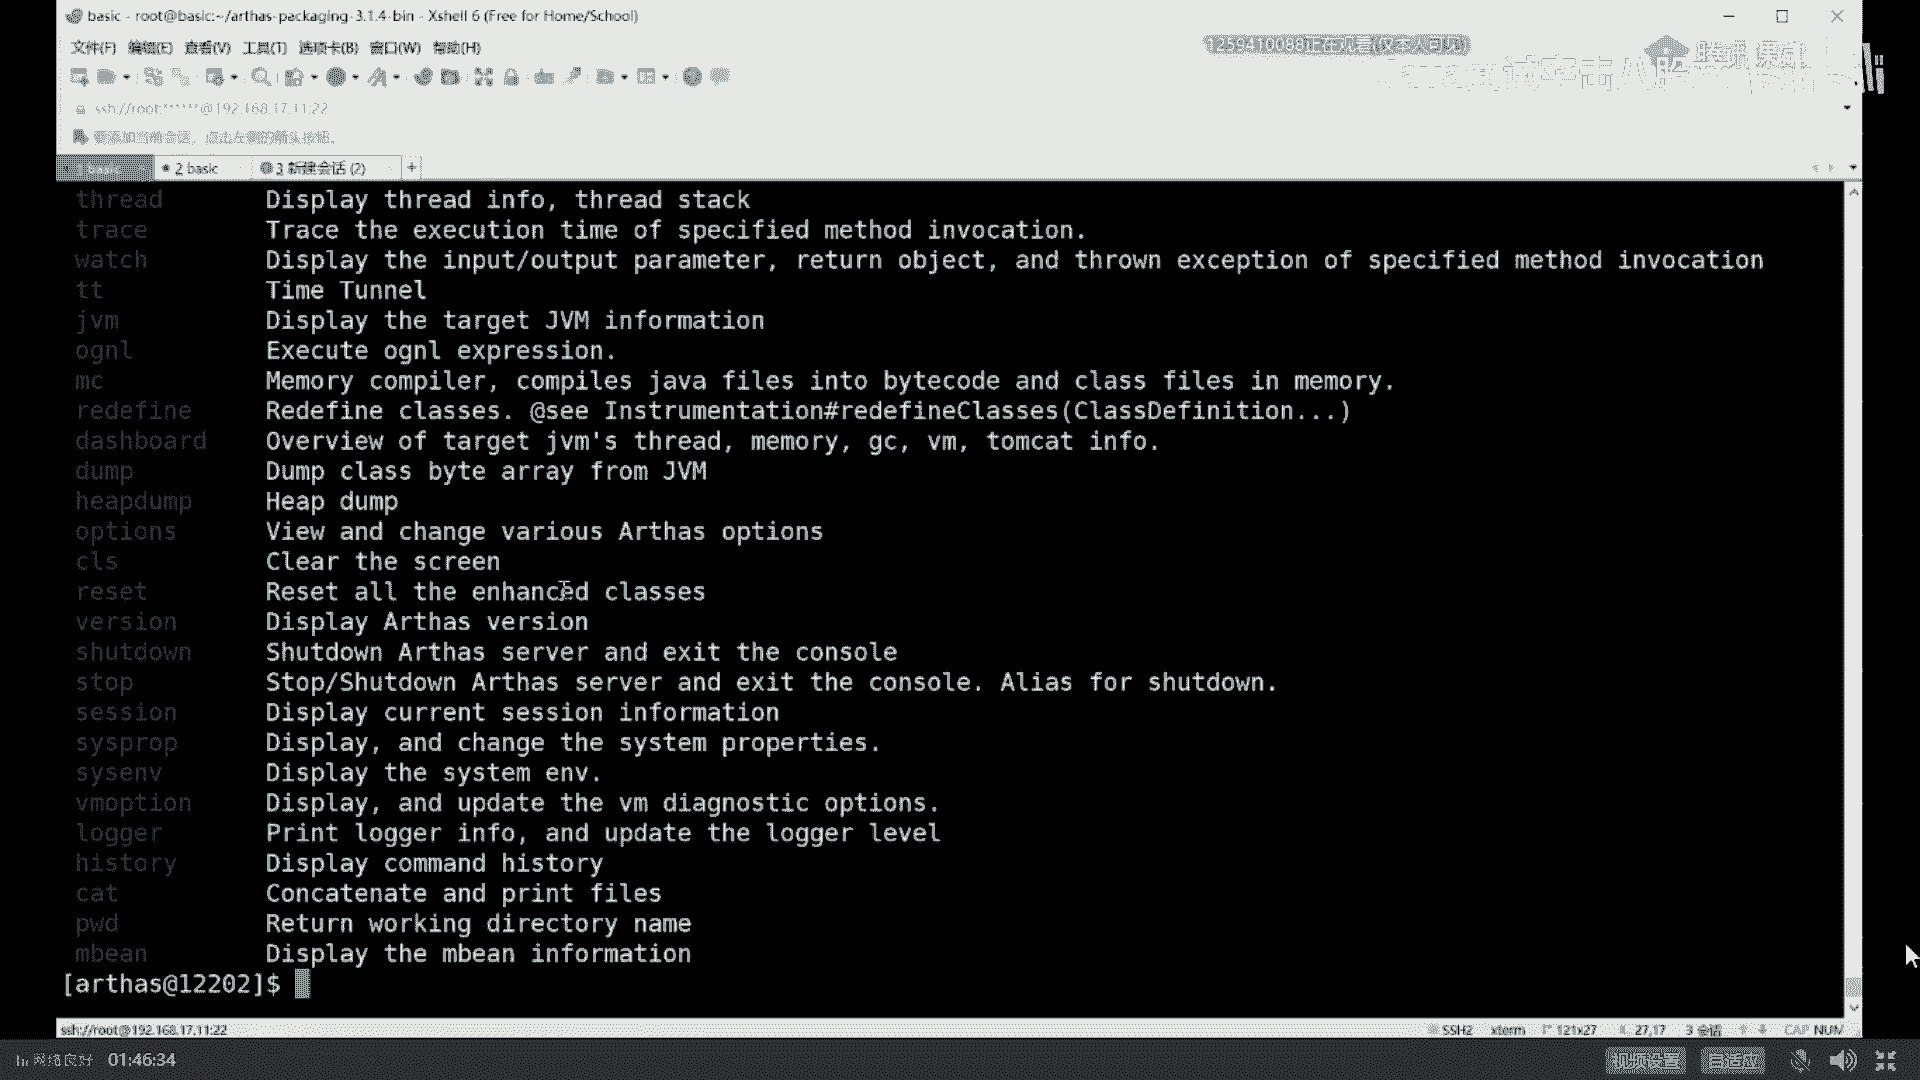 basic - root@basic:~/arthas-packaging-3.1.4-bin - Xshell 6 (Free for Home/School)
文件(F) 编辑(E) 查看(V) 工具(T) 选项卡(B) 窗口(W) 帮助(H)
1259410088正在观看(仅本人可见)
腾讯课堂
ssh://root:******@192.168.17.11:22
要添加当前会话，点击左侧的箭头按钮。
1 basic 2 basic 3 新建会话 (2) +
thread Display thread info, thread stack
trace Trace the execution time of specified method invocation.
watch Display the input/output parameter, return object, and thrown exception of specified method invocation
tt Time Tunnel
jvm Display the target JVM information
ognl Execute ognl expression.
mc Memory compiler, compiles java files into bytecode and class files in memory.
redefine Redefine classes. @see Instrumentation#redefineClasses(ClassDefinition...)
dashboard Overview of target jvm's thread, memory, gc, vm, tomcat info.
dump Dump class byte array from JVM
heapdump Heap dump
options View and change various Arthas options
cls Clear the screen
reset Reset all the enhanced classes
version Display Arthas version
shutdown Shutdown Arthas server and exit the console
stop Stop/Shutdown Arthas server and exit the console. Alias for shutdown.
session Display current session information
sysprop Display, and change the system properties.
sysenv Display the system env.
vmoption Display, and update the vm diagnostic options.
logger Print logger info, and update the logger level
history Display command history
cat Concatenate and print files
pwd Return working directory name
mbean Display the mbean information
[arthas@12202]$
ssh://root@192.168.17.11:22 SSH2 xterm 121x27 27,17 3 会话 CAP NUM
网络良好 01:46:34 视频设置 自适应